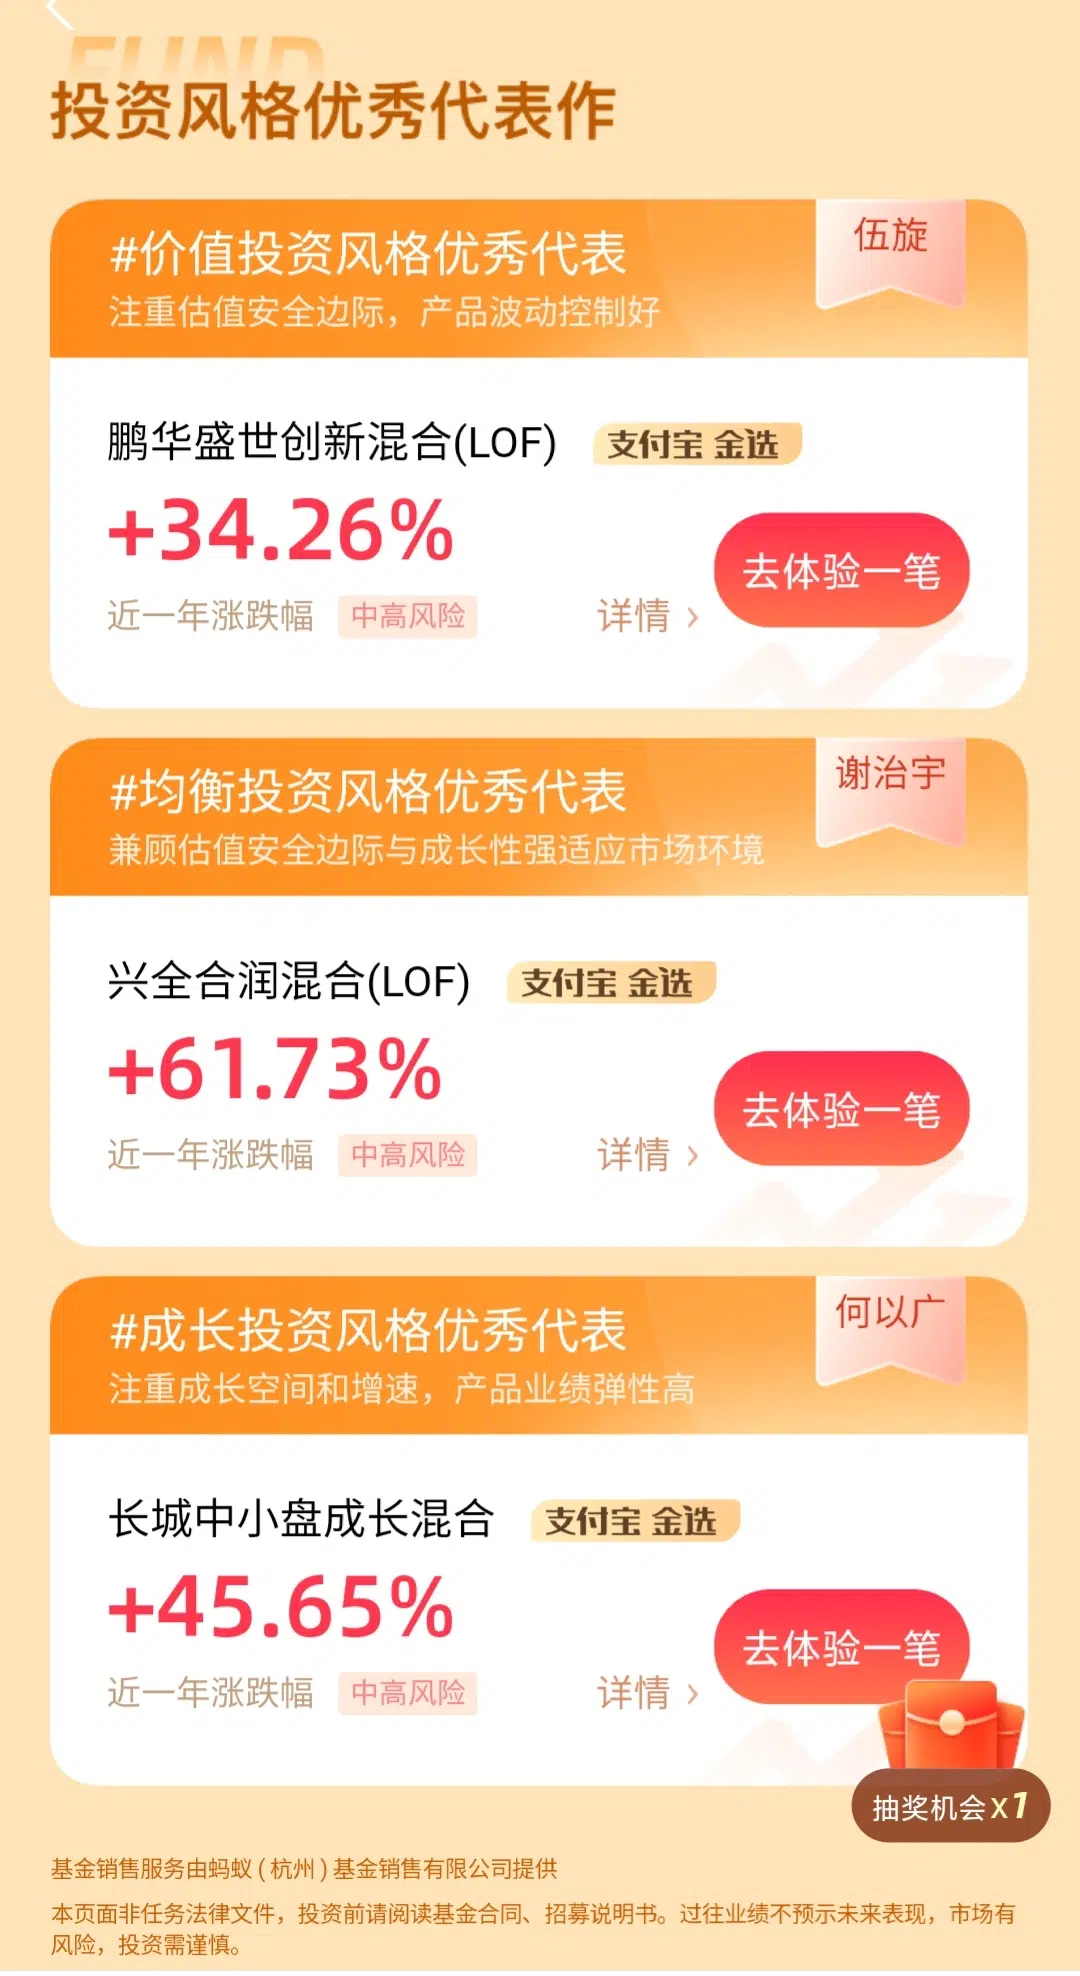 FUND
投资风格优秀代表作
#价值投资风格优秀代表
伍旋
注重估值安全边际，产品波动控制好
鹏华盛世创新混合(LOF) 支付宝 金选
+34.26%
去体验一笔
近一年涨跌幅 中高风险 详情 ›
#均衡投资风格优秀代表
谢治宇
兼顾估值安全边际与成长性强适应市场环境
兴全合润混合(LOF) 支付宝 金选
+61.73%
去体验一笔
近一年涨跌幅 中高风险 详情 ›
#成长投资风格优秀代表
何以广
注重成长空间和增速，产品业绩弹性高
长城中小盘成长混合 支付宝 金选
+45.65%
去体验一笔
近一年涨跌幅 中高风险 详情 ›
抽奖机会X1
基金销售服务由蚂蚁 ( 杭州 ) 基金销售有限公司提供
本页面非任务法律文件，投资前请阅读基金合同、招募说明书。过往业绩不预示未来表现，市场有
风险，投资需谨慎。